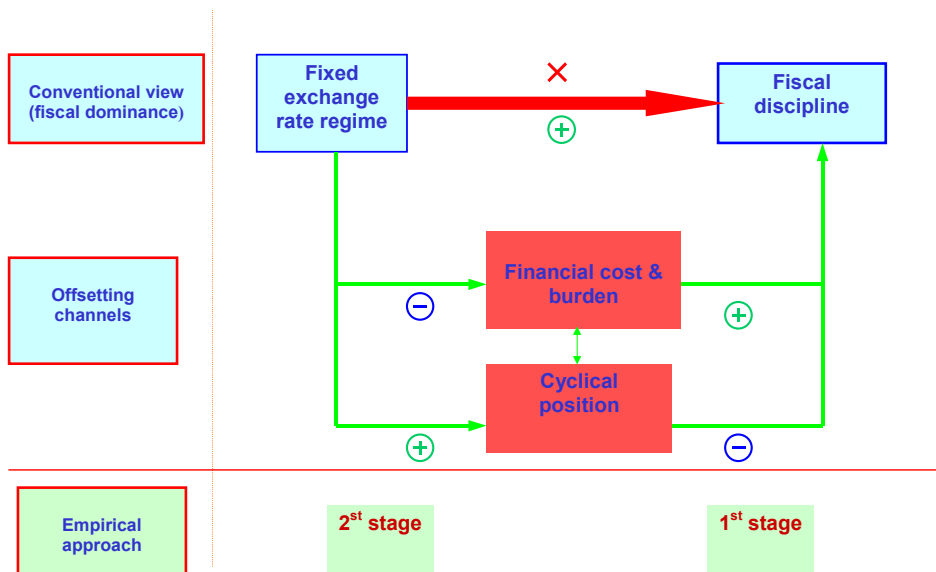 Conventional view
(fiscal dominance)
Fixed
exchange
rate regime
×
+
Fiscal
discipline
Offsetting
channels
Financial cost &
burden
−
+
Cyclical
position
+
−
Empirical
approach
2st stage
1st stage